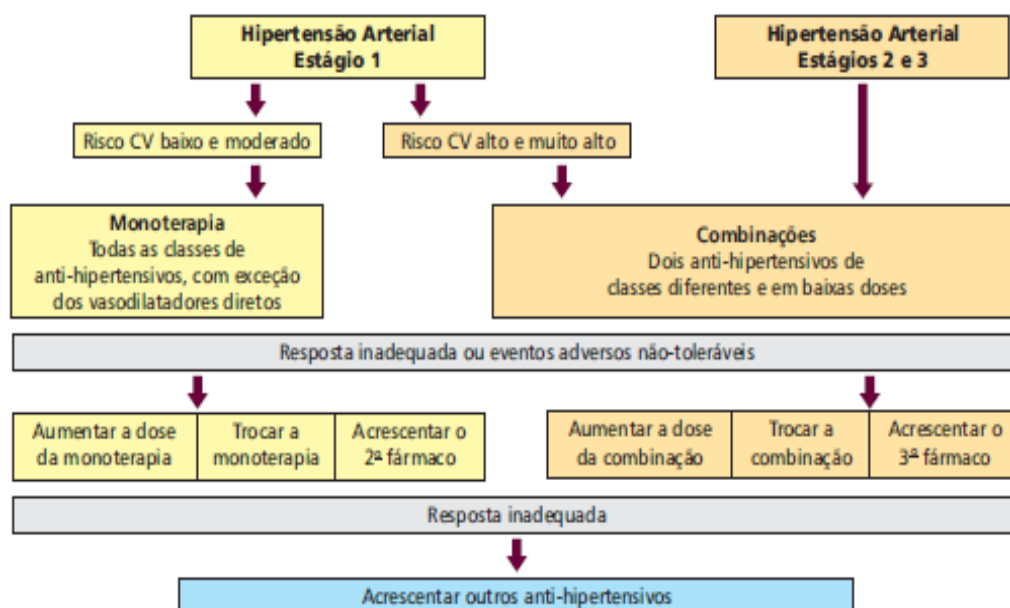 Hipertensão Arterial
Estágio 1
Hipertensão Arterial
Estágios 2 e 3
Risco CV baixo e moderado
Risco CV alto e muito alto
Monoterapia
Todas as classes de
anti-hipertensivos, com exceção
dos vasodilatadores diretos
Combinações
Dois anti-hipertensivos de
classes diferentes e em baixas doses
Resposta inadequada ou eventos adversos não-toleráveis
Aumentar a dose
da monoterapia
Trocar a
monoterapia
Acrescentar o
2º fármaco
Aumentar a dose
da combinação
Trocar a
combinação
Acrescentar o
3º fármaco
Resposta inadequada
Acrescentar outros anti-hipertensivos